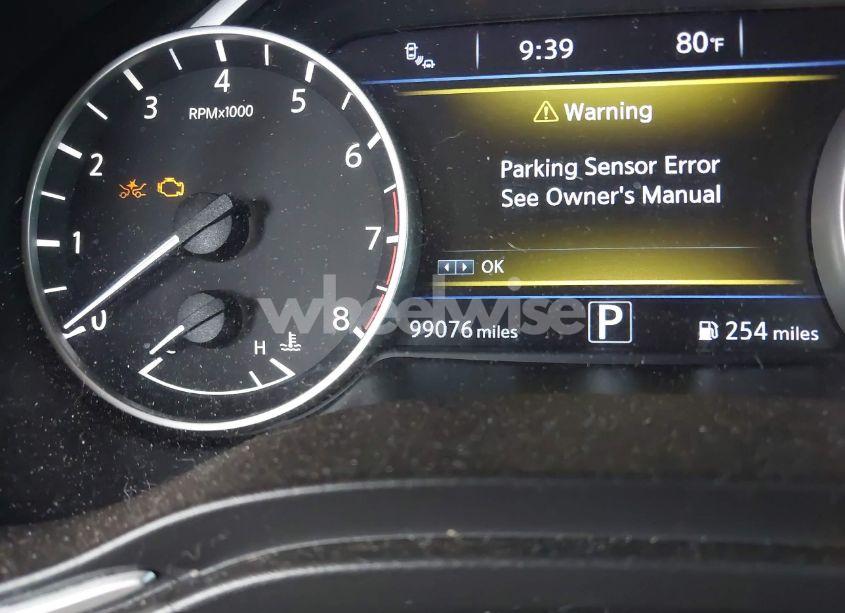 9:39
80°F
4
3
5
RPMx1000
2
6
1
7
0
8
H
Warning
Parking Sensor Error
See Owner's Manual
OK
99076 miles
P
254 miles
wheelwise